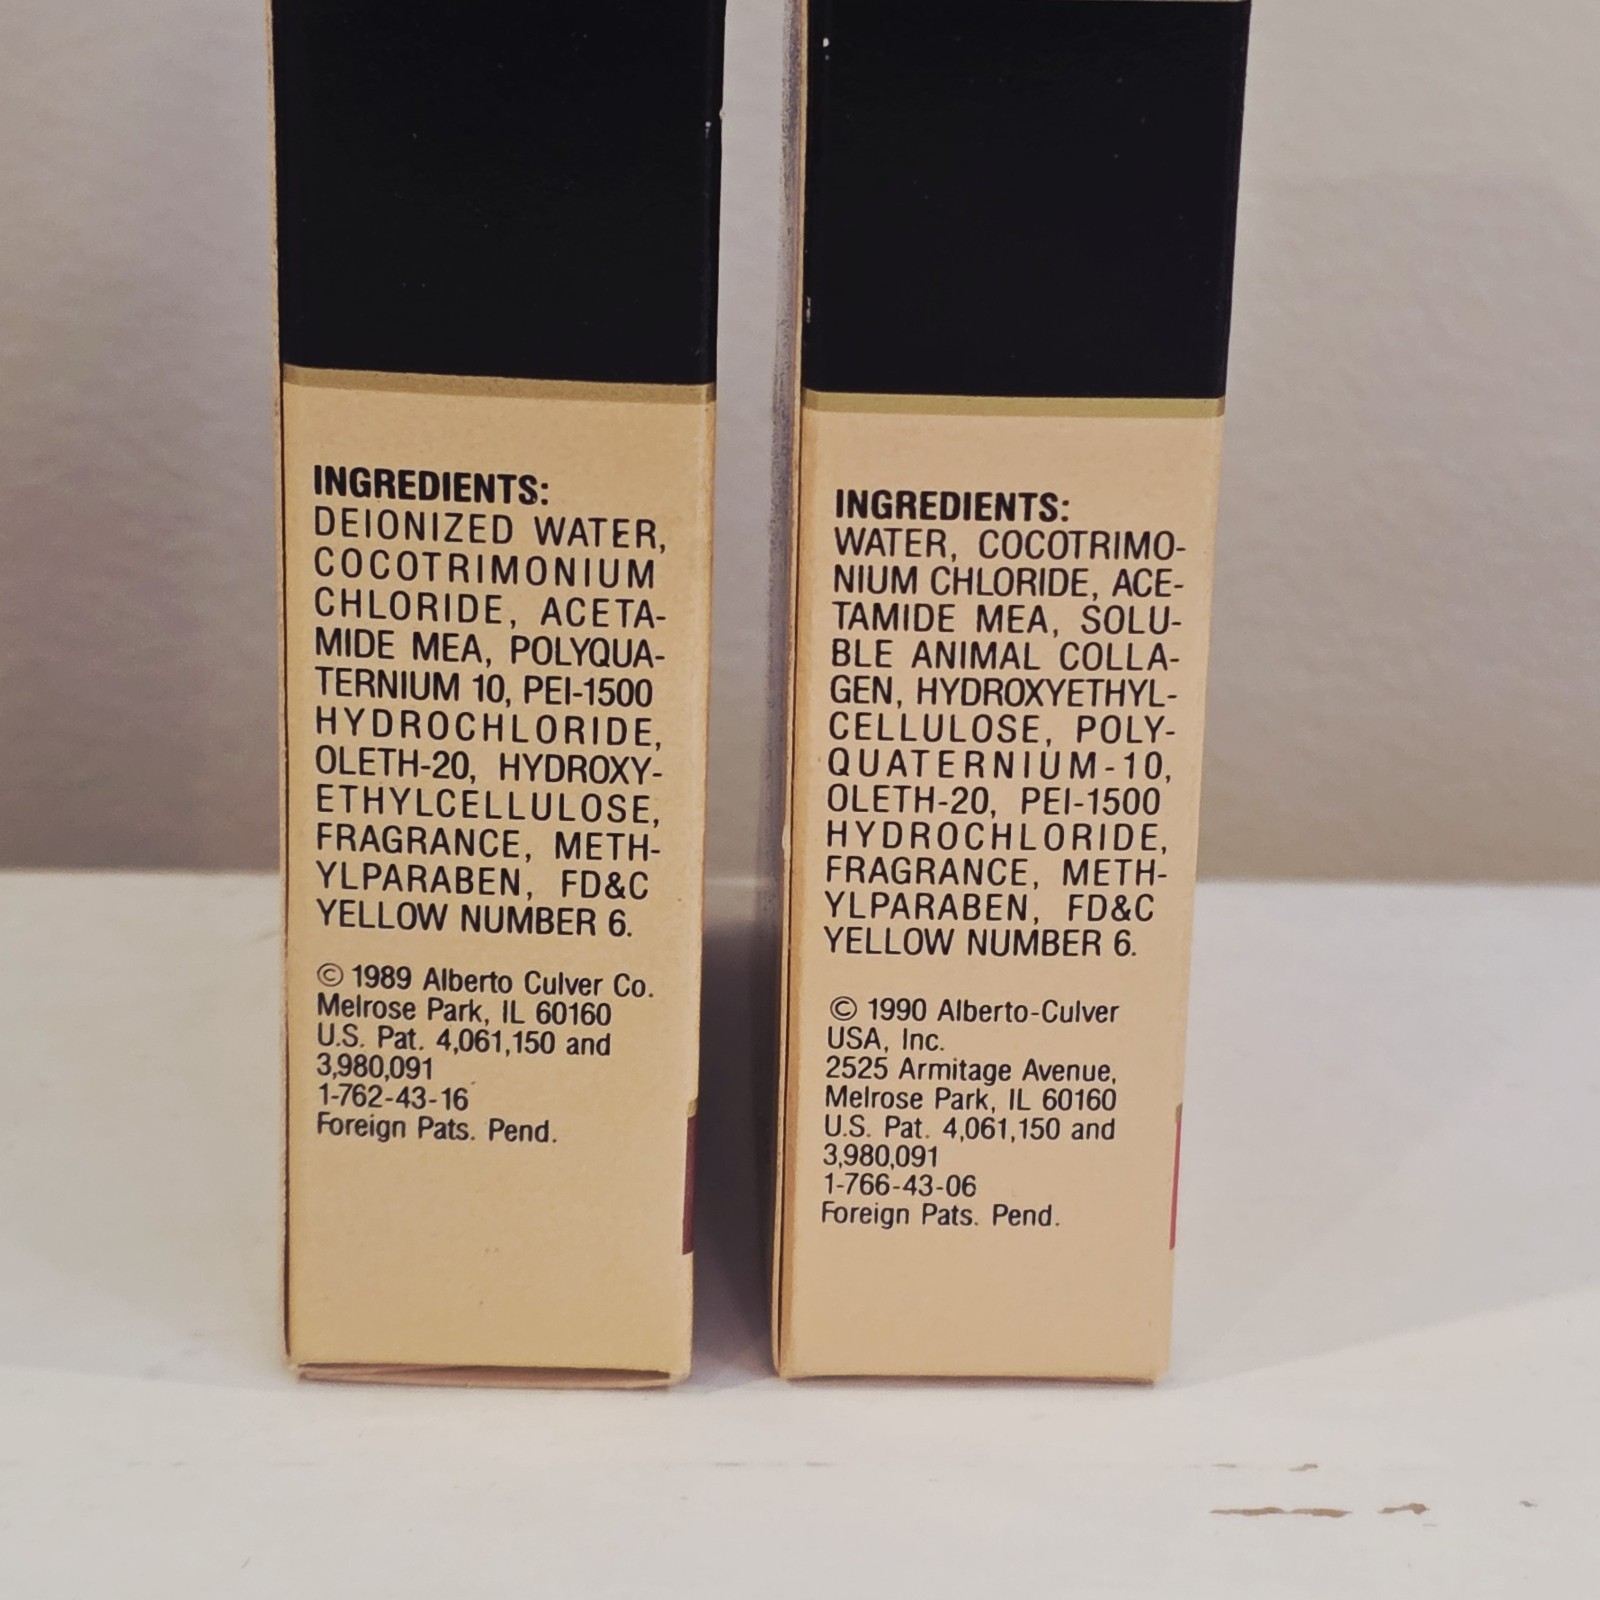 INGREDIENTS:
DEIONIZED WATER,
COCOTRIMONIUM
CHLORIDE, ACETA-
MIDE MEA, POLYQUA-
TERNIUM 10, PEI-1500
HYDROCHLORIDE,
OLETH-20, HYDROXY-
ETHYLCELLULOSE,
FRAGRANCE, METH-
YLPARABEN, FD&C
YELLOW NUMBER 6.
© 1989 Alberto Culver Co.
Melrose Park, IL 60160
U.S. Pat. 4,061,150 and
3,980,091
1-762-43-16
Foreign Pats. Pend.
INGREDIENTS:
WATER, COCOTRIMO-
NIUM CHLORIDE, ACE-
TAMIDE MEA, SOLU-
BLE ANIMAL COLLA-
GEN, HYDROXYETHYL-
CELLULOSE, POLY-
QUATERNIUM-10,
OLETH-20, PEI-1500
HYDROCHLORIDE,
FRAGRANCE, METH-
YLPARABEN, FD&C
YELLOW NUMBER 6.
© 1990 Alberto-Culver
USA, Inc.
2525 Armitage Avenue,
Melrose Park, IL 60160
U.S. Pat. 4,061,150 and
3,980,091
1-766-43-06
Foreign Pats. Pend.